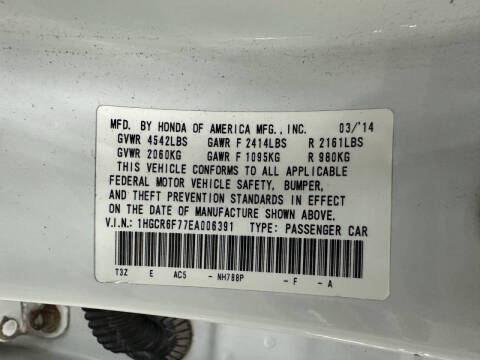 MFD. BY HONDA OF AMERICA MFG., INC. 03/'14
GVWR 4542LBS GAWR F 2414LBS R 2161LBS
GVWR 2060KG GAWR F 1095KG R 980KG
THIS VEHICLE CONFORMS TO ALL APPLICABLE
FEDERAL MOTOR VEHICLE SAFETY, BUMPER,
AND THEFT PREVENTION STANDARDS IN EFFECT
ON THE DATE OF MANUFACTURE SHOWN ABOVE.
V.I.N.: 1HGCR6F77EA006391 TYPE: PASSENGER CAR
T3Z E AC5 - NH788P - F - A